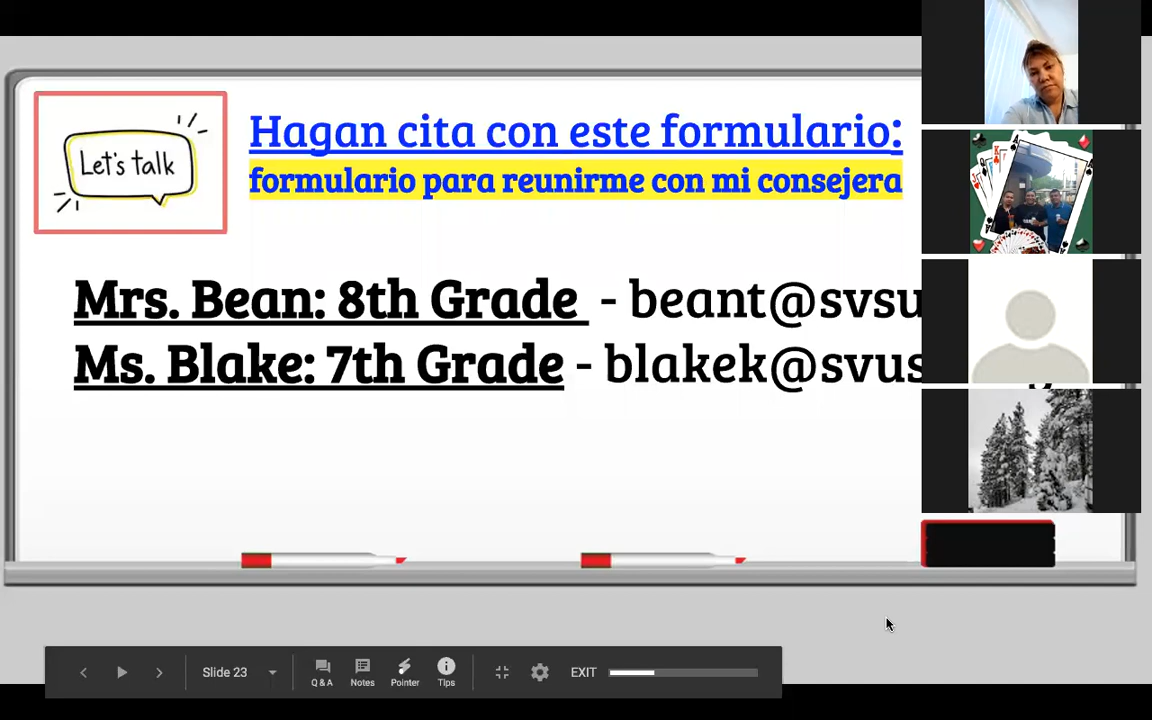 Let's talk
Hagan cita con este formulario:
formulario para reunirme con mi consejera
Mrs. Bean: 8th Grade - beant@svsu
Ms. Blake: 7th Grade - blakek@svus
Slide 23
Q & A
Notes
Pointer
Tips
EXIT